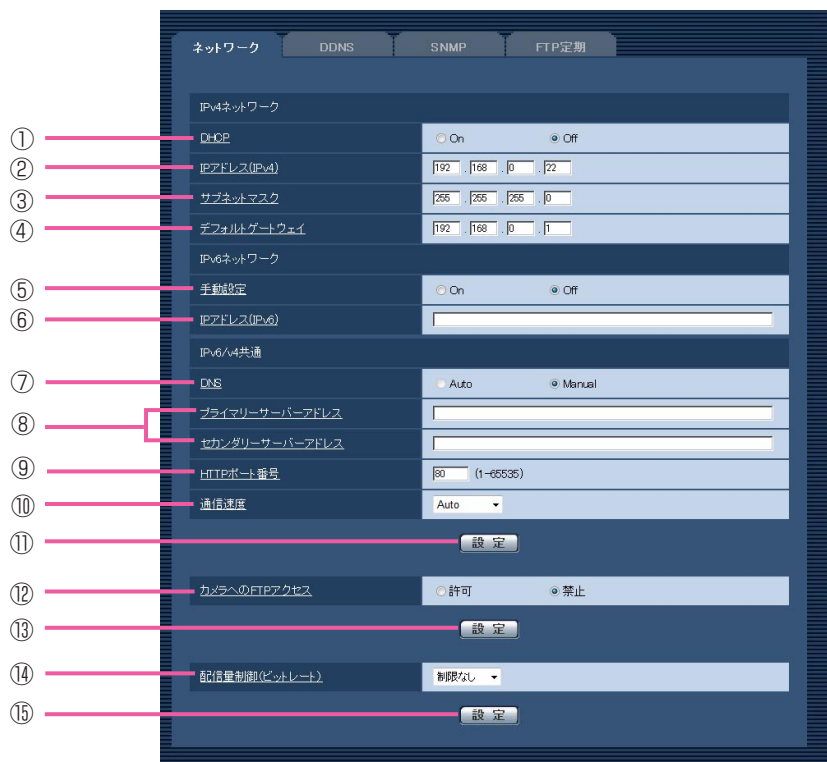 ネットワーク DDNS SNMP FTP定期
IPv4ネットワーク
① DHCP On Off
② IPアドレス(IPv4) 192 . 168 . 0 . 22
③ サブネットマスク 255 . 255 . 255 . 0
④ デフォルトゲートウェイ 192 . 168 . 0 . 1
IPv6ネットワーク
⑤ 手動設定 On Off
⑥ IPアドレス(IPv6)
IPv6/v4共通
⑦ DNS Auto Manual
⑧ プライマリーサーバーアドレス
セカンダリーサーバーアドレス
⑨ HTTPポート番号 80 (1-65535)
⑩ 通信速度 Auto
⑪ 設 定
⑫ カメラへのFTPアクセス 許可 禁止
⑬ 設 定
⑭ 配信量制御(ビットレート) 制限なし
⑮ 設 定